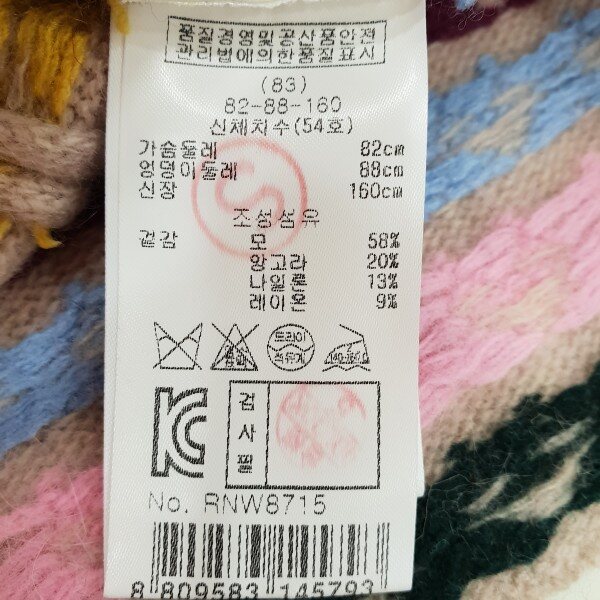 품질경영및공산품안전
관리법에의한품질표시
(83)
82-88-160
신체치수(54호)
가슴둘레 82cm
엉덩이둘레 88cm
신장 160cm
조성섬유
겉감 모 58%
앙고라 20%
나일론 13%
레이온 9%
드라이
석유계
KC
검
사
필
No. RNW8715
8 809583 145793